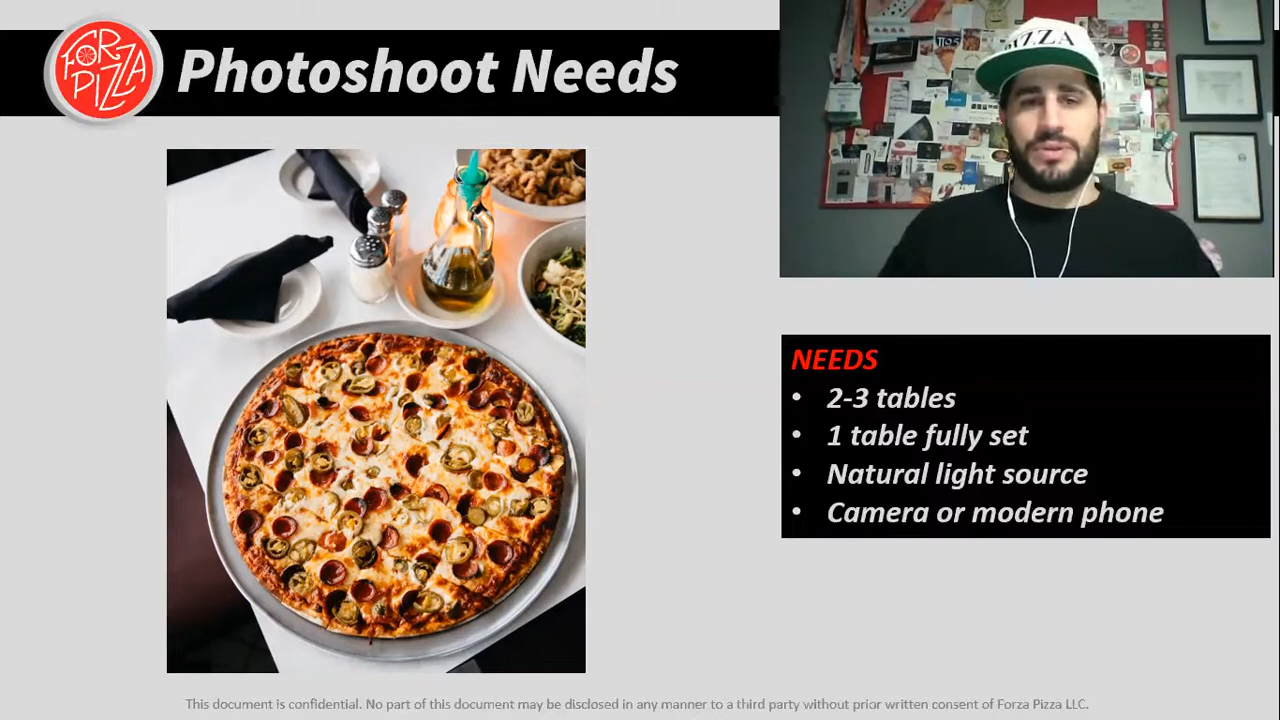 FORZA
PIZZA
Photoshoot Needs
PIZZA
NEEDS
• 2-3 tables
• 1 table fully set
• Natural light source
• Camera or modern phone
This document is confidential. No part of this document may be disclosed in any manner to a third party without prior written consent of Forza Pizza LLC.